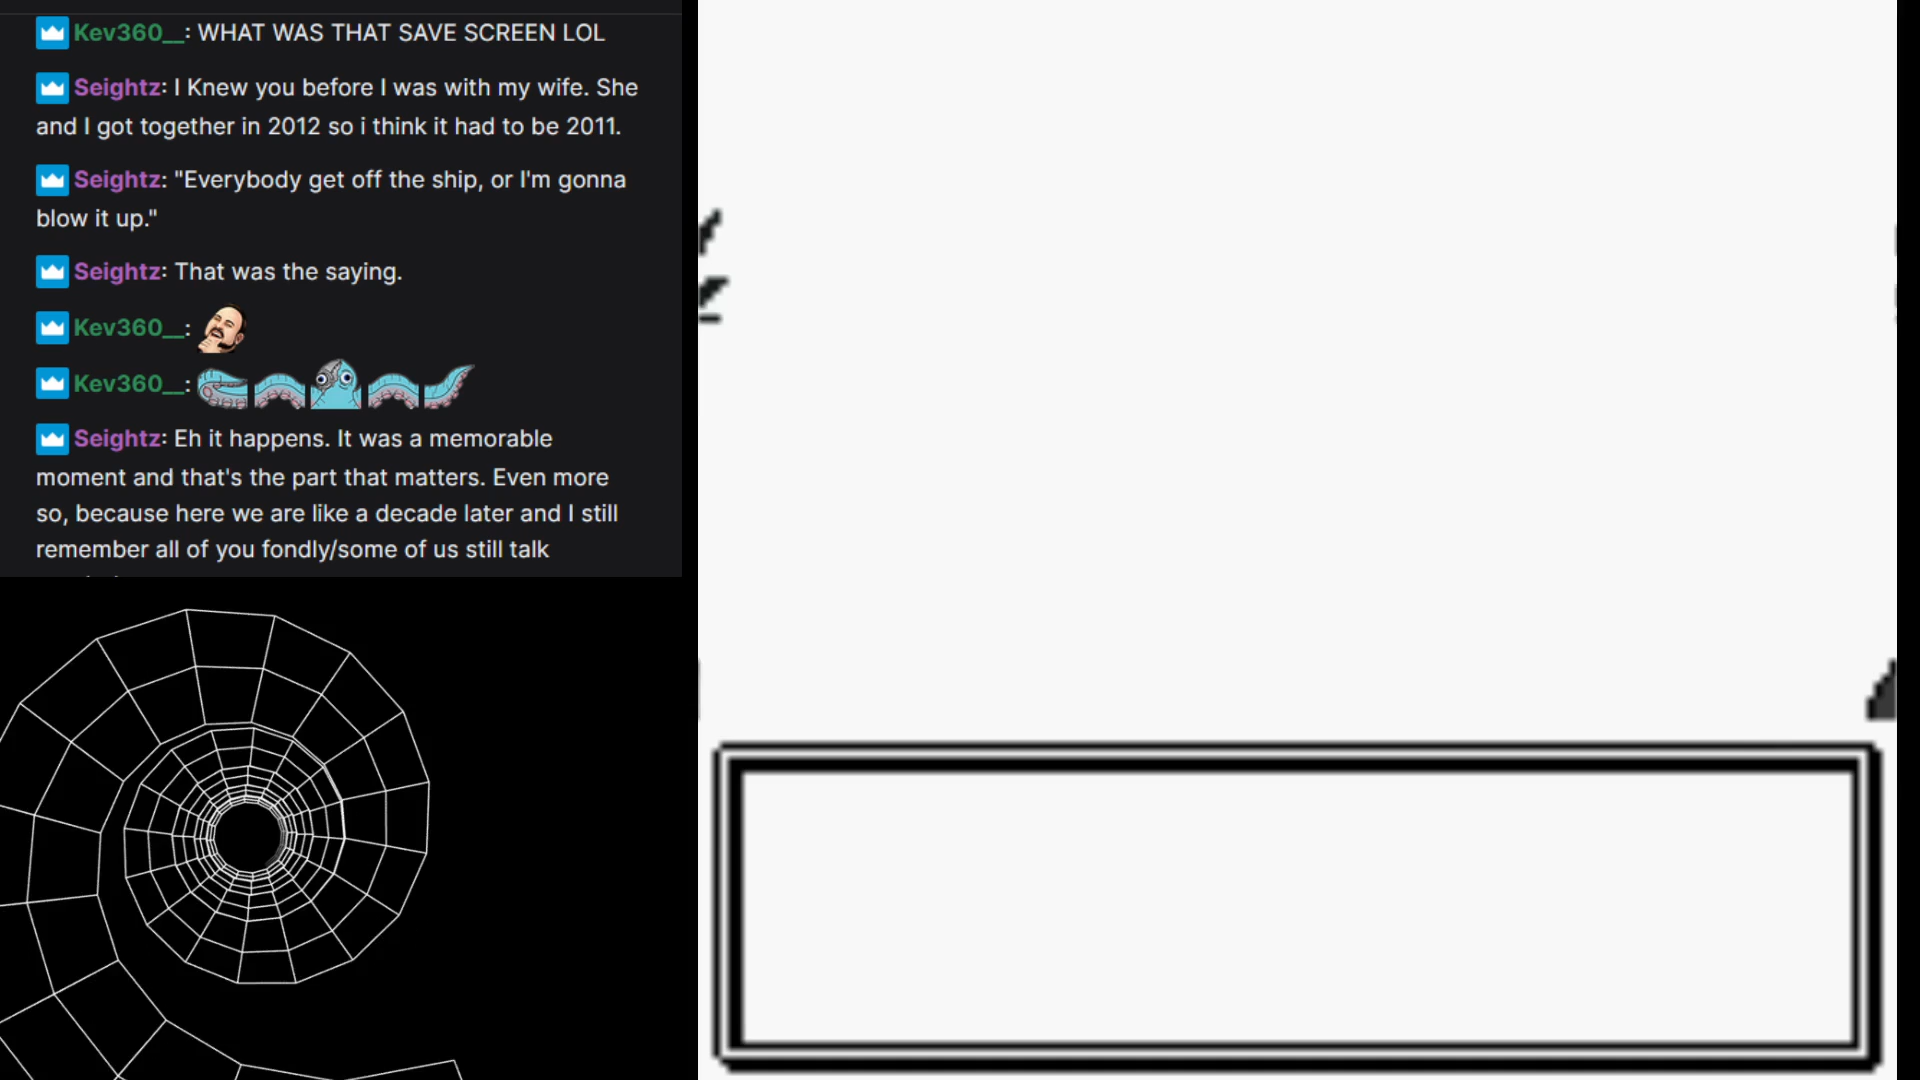 Kev360__: WHAT WAS THAT SAVE SCREEN LOL
Seightz: I Knew you before I was with my wife. She
and I got together in 2012 so i think it had to be 2011.
Seightz: "Everybody get off the ship, or I'm gonna
blow it up."
Seightz: That was the saying.
Kev360__:
Kev360__:
Seightz: Eh it happens. It was a memorable
moment and that's the part that matters. Even more
so, because here we are like a decade later and I still
remember all of you fondly/some of us still talk